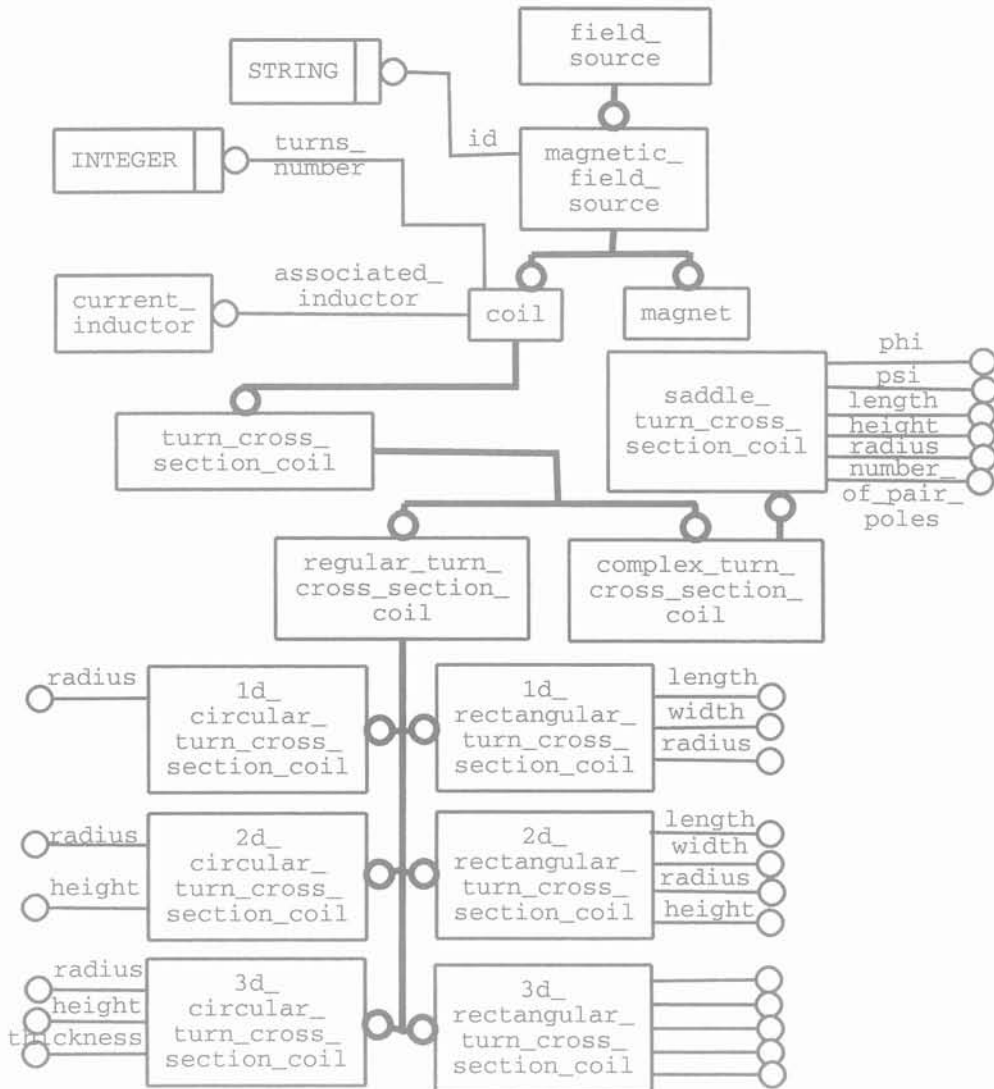 field_
source
STRING
id
magnetic_
field_
source
INTEGER
turns_
number
current_
inductor
associated_
inductor
coil
magnet
turn_cross_
section_coil
saddle_
turn_cross_
section_coil
phi
psi
length
height
radius
number_
of_pair_
poles
regular_turn_
cross_section_
coil
complex_turn_
cross_section_
coil
radius
1d_
circular_
turn_cross_
section_coil
1d_
rectangular_
turn_cross_
section_coil
length
width
radius
radius
height
2d_
circular_
turn_cross_
section_coil
2d_
rectangular_
turn_cross_
section_coil
length
width
radius
height
radius
height
thickness
3d_
circular_
turn_cross_
section_coil
3d_
rectangular_
turn_cross_
section_coil